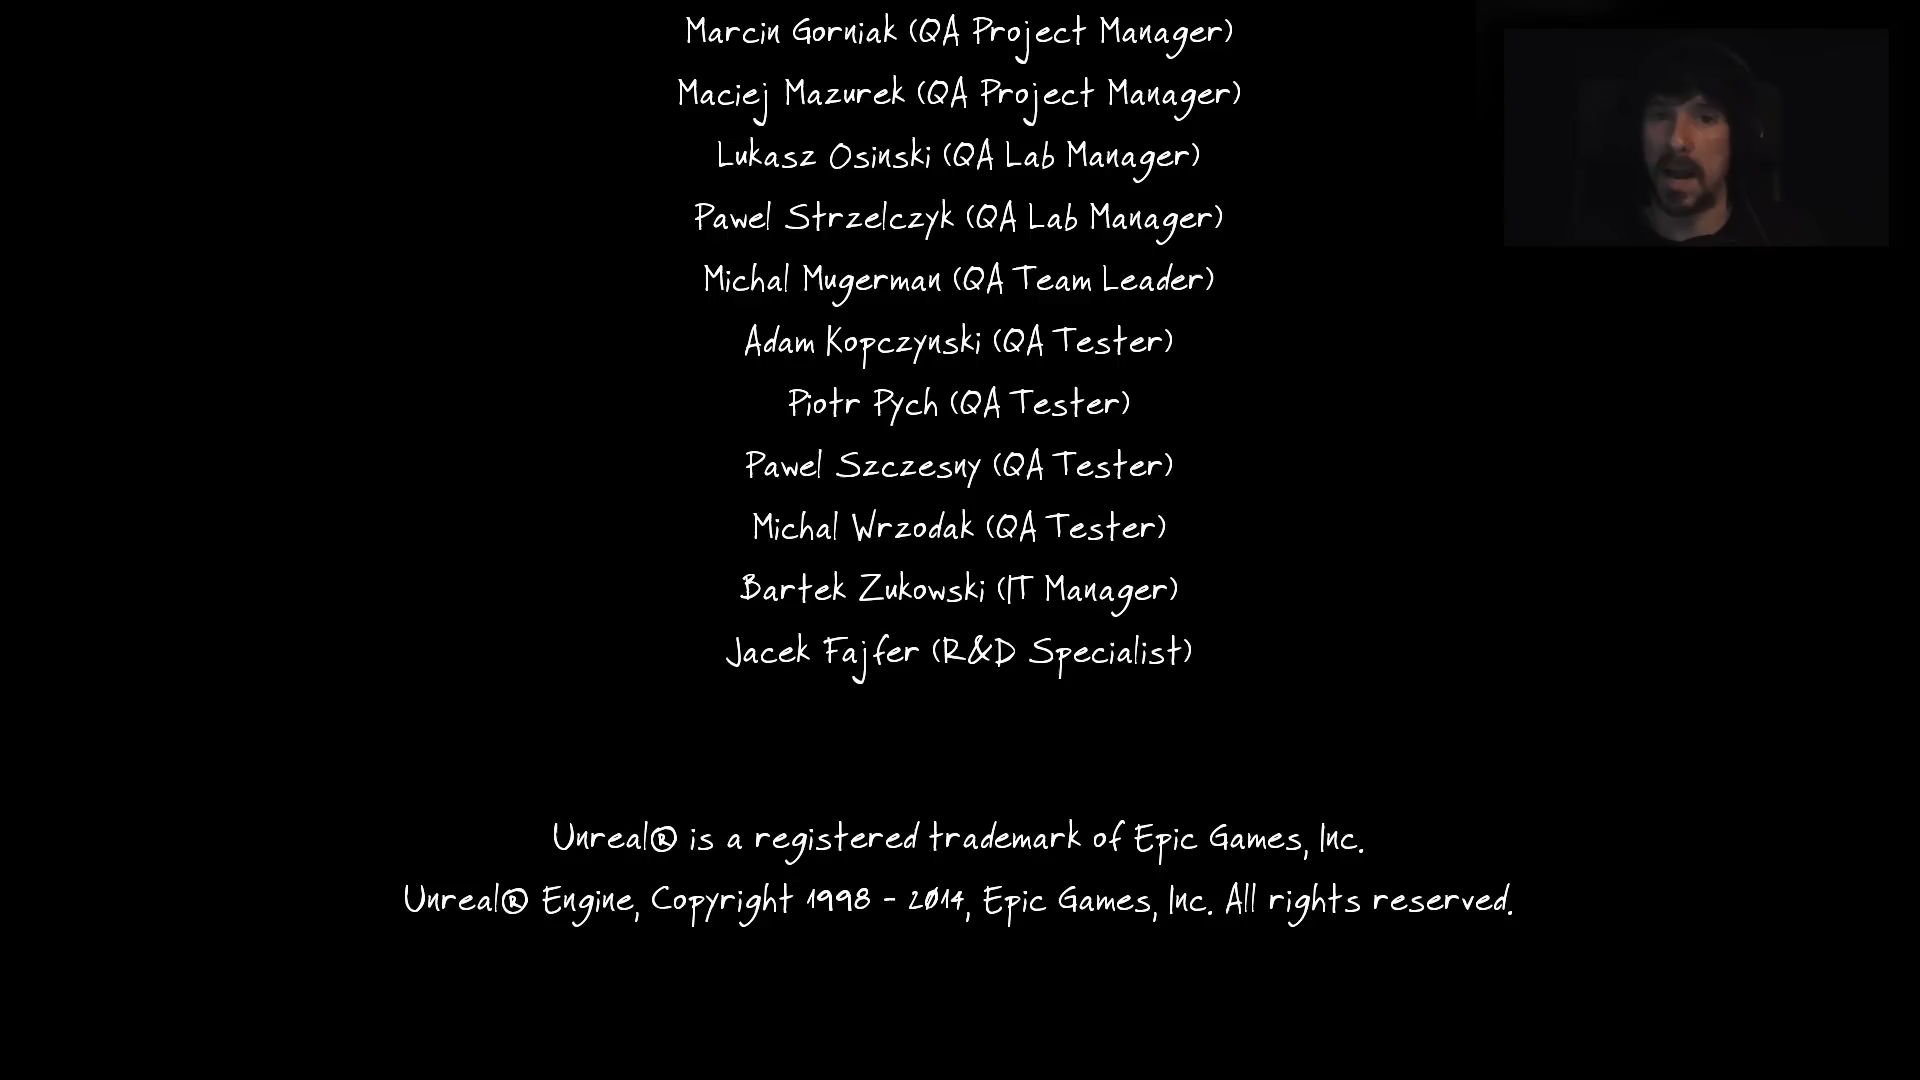 Marcin Gorniak (QA Project Manager)
Maciej Mazurek (QA Project Manager)
Lukasz Osinski (QA Lab Manager)
Pawel Strzelczyk (QA Lab Manager)
Michal Mugerman (QA Team Leader)
Adam Kopczynski (QA Tester)
Piotr Pych (QA Tester)
Pawel Szczesny (QA Tester)
Michal Wrzodak (QA Tester)
Bartek Zukowski (IT Manager)
Jacek Fajfer (R&D Specialist)
Unreal® is a registered trademark of Epic Games, Inc.
Unreal® Engine, Copyright 1998 - 2014, Epic Games, Inc. All rights reserved.